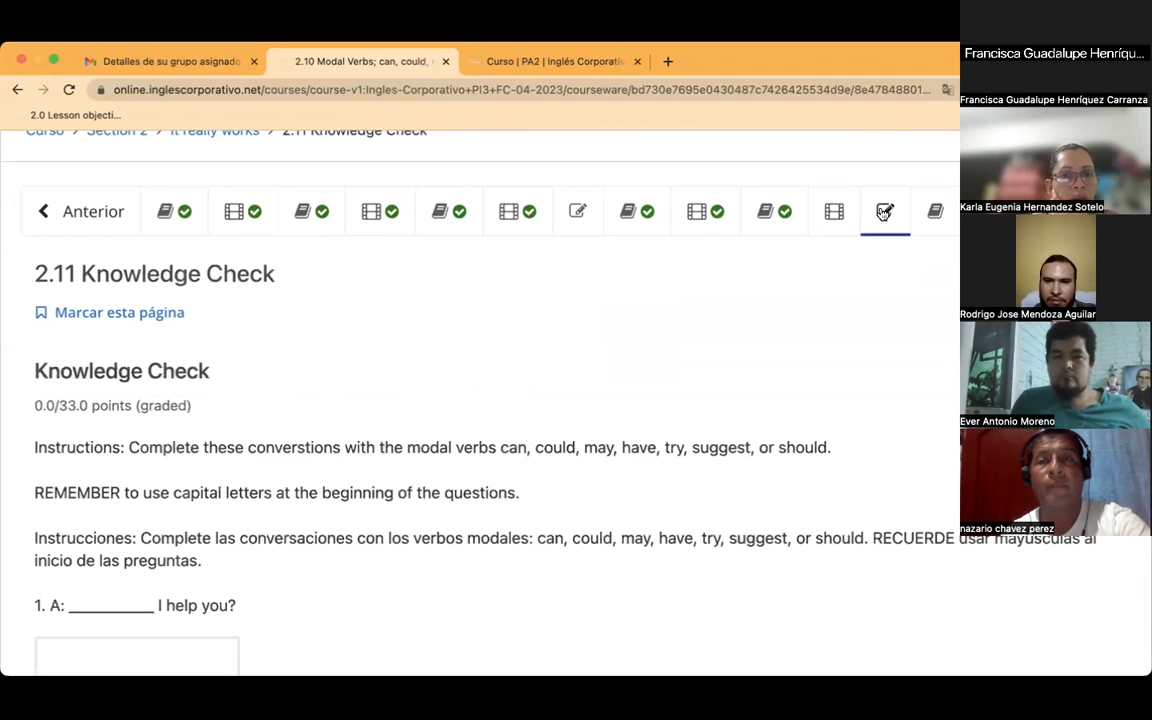 Francisca Guadalupe Henríqu...
Detalles de su grupo asignado
2.10 Modal Verbs; can, could,
Curso | PA2 | Inglés Corporativ
online.inglescorporativo.net/courses/course-v1:Ingles-Corporativo+PI3+FC-04-2023/courseware/bd730e7695e0430487c7426425534d9e/8e47848801...
Francisca Guadalupe Henríquez Carranza
2.0 Lesson objecti...
Curso > Section 2 > It really works > 2.11 Knowledge Check
Karla Eugenia Hernandez Sotelo
Anterior
2.11 Knowledge Check
Marcar esta página
Rodrigo Jose Mendoza Aguilar
Knowledge Check
0.0/33.0 points (graded)
Ever Antonio Moreno
Instructions: Complete these converstions with the modal verbs can, could, may, have, try, suggest, or should.
REMEMBER to use capital letters at the beginning of the questions.
nazario chavez perez
Instrucciones: Complete las conversaciones con los verbos modales: can, could, may, have, try, suggest, or should. RECUERDE usar mayúsculas al
inicio de las preguntas.
1. A: __________ I help you?